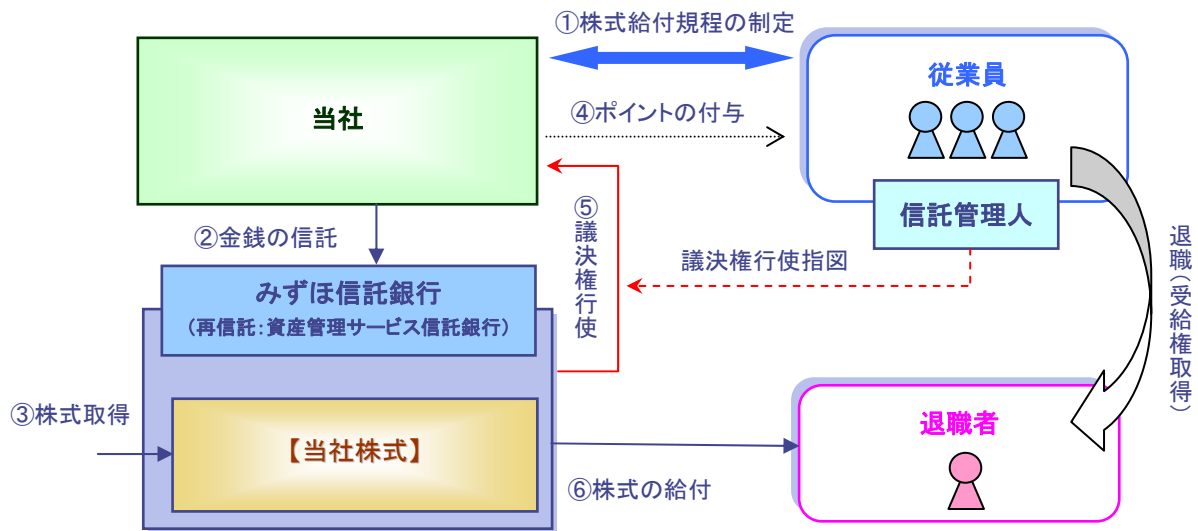 ①株式給付規程の制定
当社
従業員
④ポイントの付与
信託管理人
②金銭の信託
⑤議決権行使
議決権行使指図
退職(受給権取得)
みずほ信託銀行
(再信託:資産管理サービス信託銀行)
③株式取得
【当社株式】
退職者
⑥株式の給付